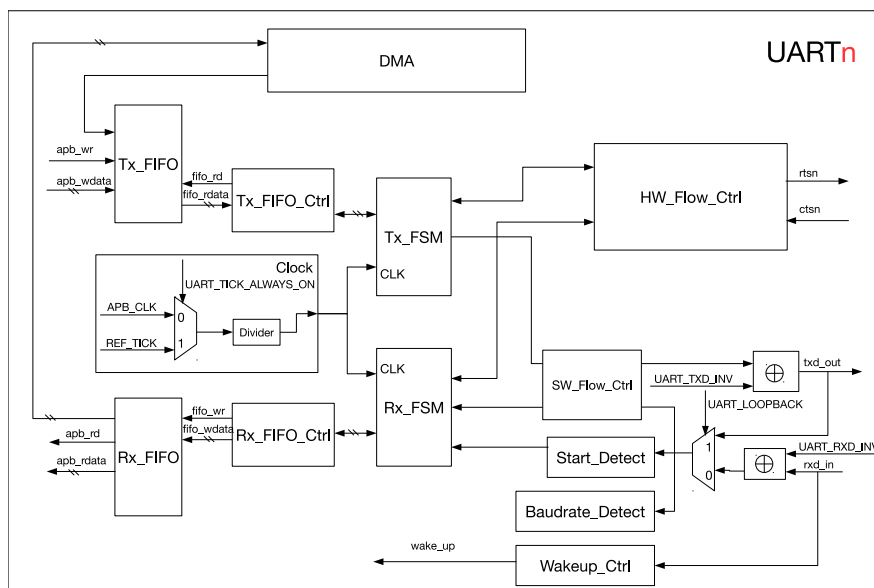 UARTn
DMA
apb_wr
Tx_FIFO
apb_wdata
fifo_rd
fifo_rdata
Tx_FIFO_Ctrl
Tx_FSM
CLK
HW_Flow_Ctrl
rtsn
ctsn
Clock
UART_TICK_ALWAYS_ON
APB_CLK
0
REF_TICK
1
Divider
CLK
Rx_FSM
SW_Flow_Ctrl
UART_TXD_INV
txd_out
UART_LOOPBACK
fifo_wr
fifo_wdata
Rx_FIFO_Ctrl
Rx_FIFO
apb_rd
apb_rdata
Start_Detect
1
0
UART_RXD_INV
rxd_in
Baudrate_Detect
wake_up
Wakeup_Ctrl